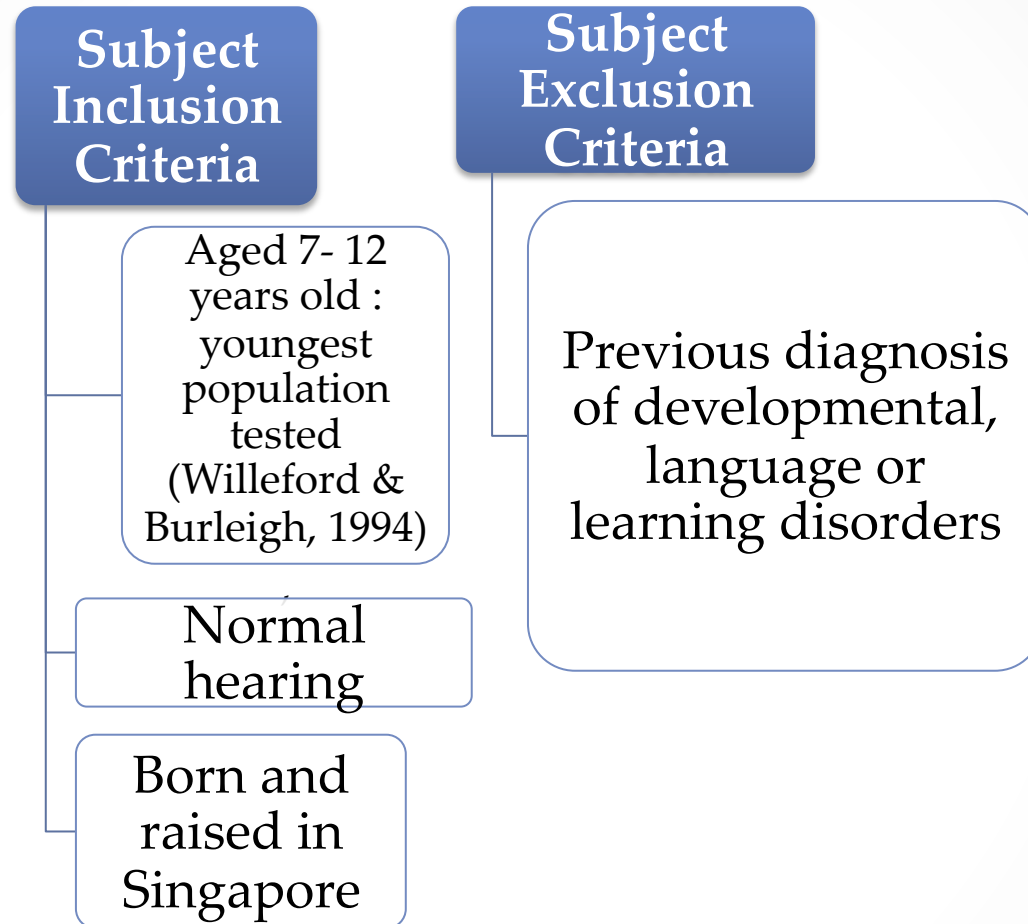 Subject
Inclusion
Criteria
Aged 7- 12
years old :
youngest
population
tested
(Willeford &
Burleigh, 1994)
Normal
hearing
Born and
raised in
Singapore
Subject
Exclusion
Criteria
Previous diagnosis
of developmental,
language or
learning disorders